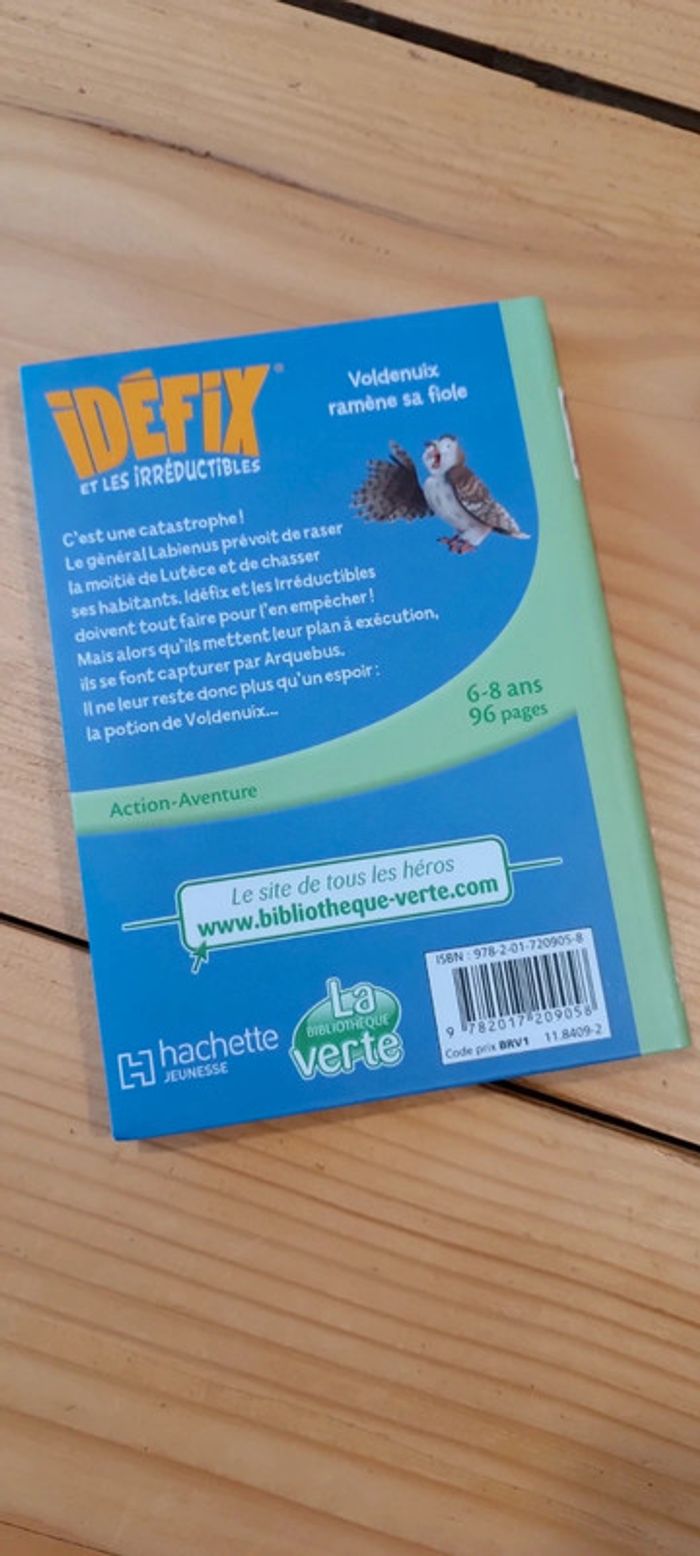 IDÉFIX®
ET LES IRRÉDUCTIBLES
Voldenuix
ramène sa fiole
C'est une catastrophe !
Le général Labienus prévoit de raser
la moitié de Lutèce et de chasser
ses habitants. Idéfix et les Irréductibles
doivent tout faire pour l'en empêcher !
Mais alors qu'ils mettent leur plan à exécution,
ils se font capturer par Arquebus.
Il ne leur reste donc plus qu'un espoir :
la potion de Voldenuix...
6-8 ans
96 pages
Action-Aventure
Le site de tous les héros
www.bibliotheque-verte.com
hachette
JEUNESSE
La
BIBLIOTHÈQUE
verte
ISBN : 978-2-01-720905-8
9 782017 209058
Code prix BRV1 11.8409-2